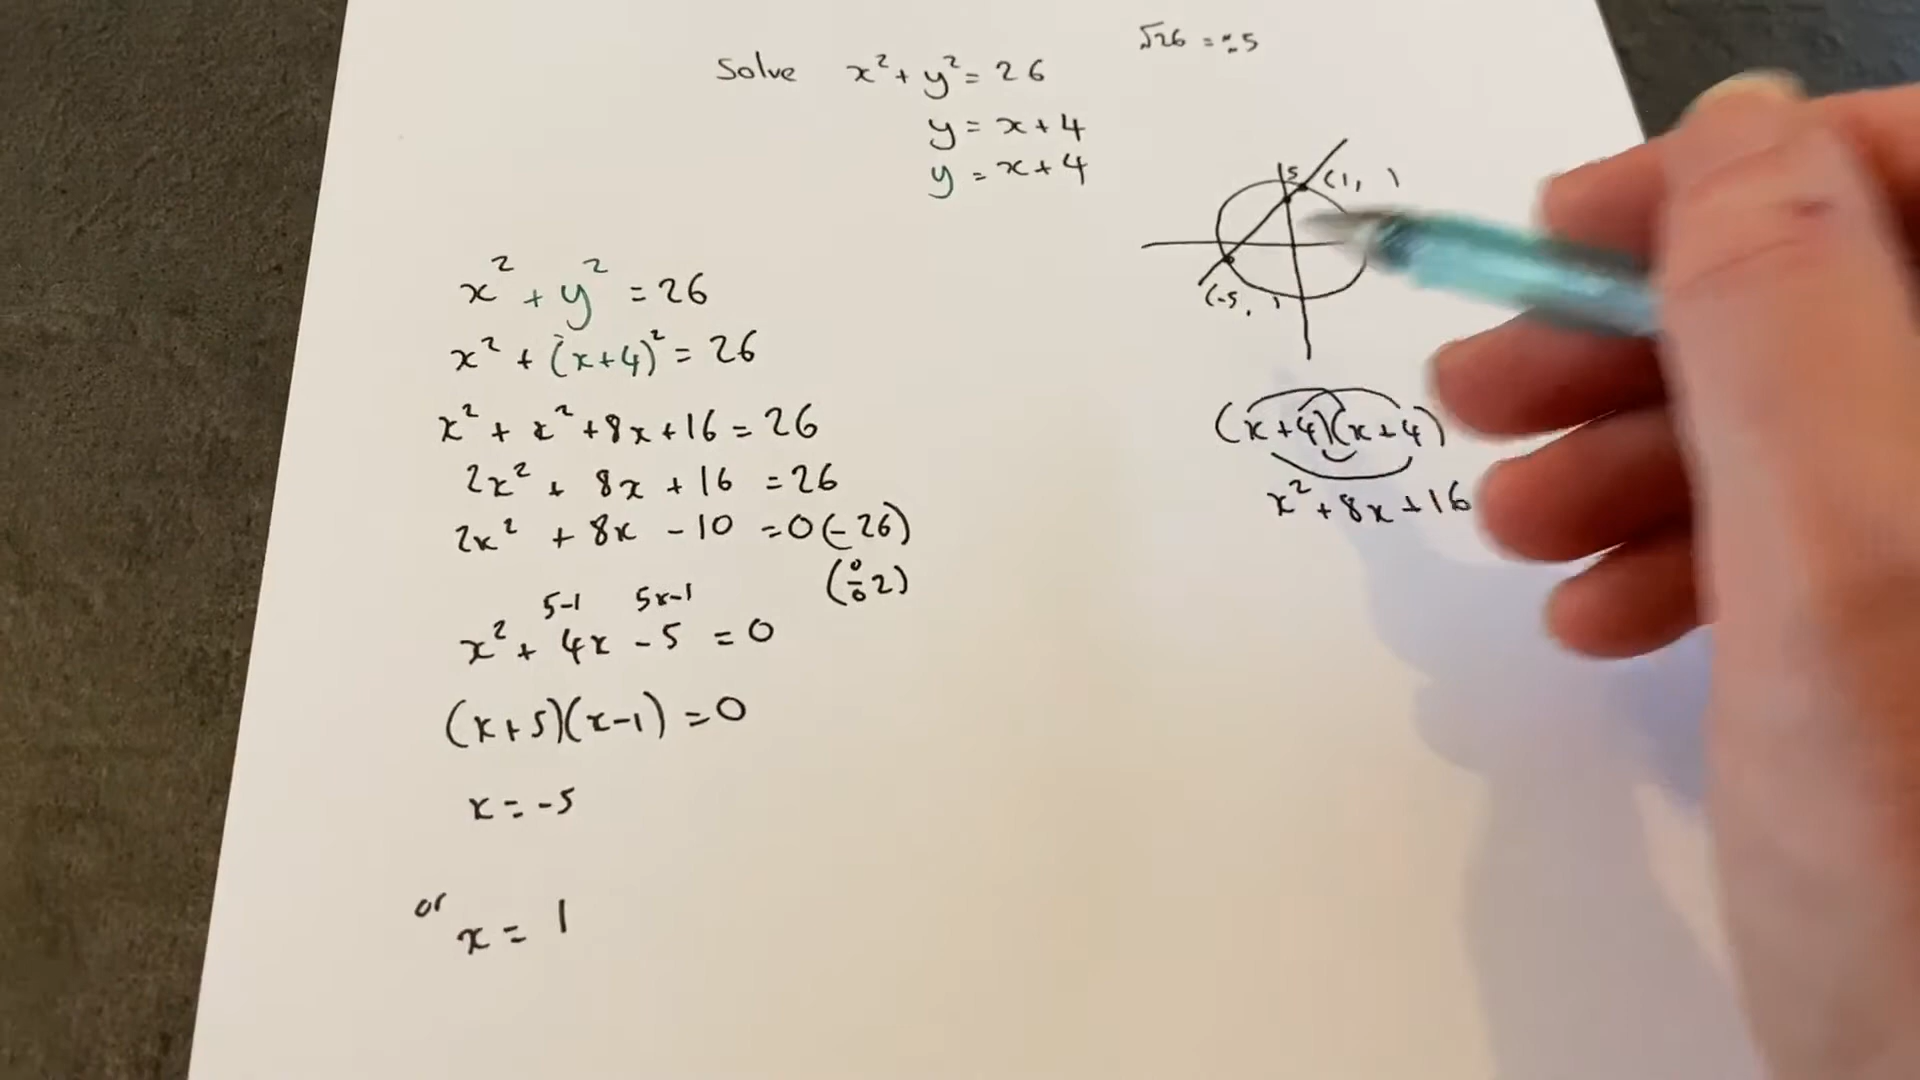 √26 = ±5
Solve x² + y² = 26
y = x + 4
y = x + 4
5 (1, )
(-5, )
x² + y² = 26
x² + (x+4)² = 26
x² + x² + 8x + 16 = 26
2x² + 8x + 16 = 26
2x² + 8x - 10 = 0 (- 26)
(÷ 2)
5-1 5x-1
x² + 4x - 5 = 0
(x+5)(x-1) = 0
x = -5
or
x = 1
(x+4)(x+4)
x² + 8x + 16